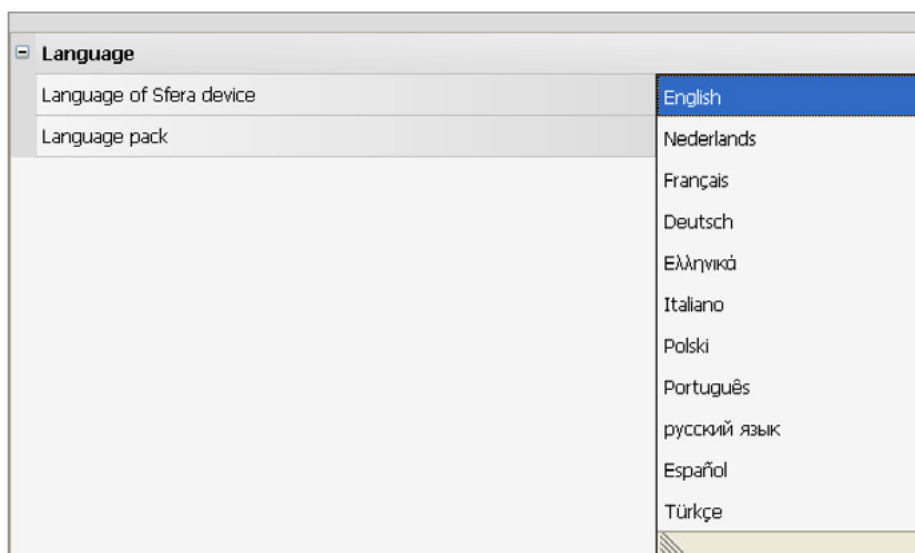 Language
Language of Sfera device
English
Language pack
Nederlands
Français
Deutsch
Ελληνικά
Italiano
Polski
Português
русский язык
Español
Türkçe